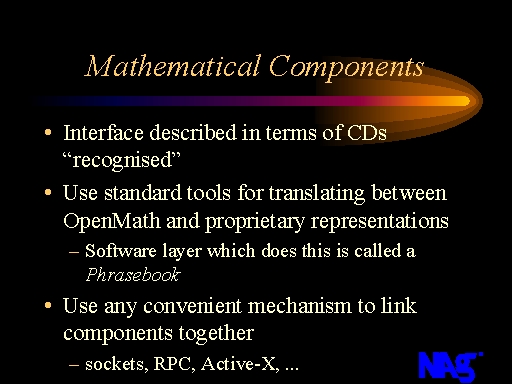 Mathematical Components
• Interface described in terms of CDs
“recognised”
• Use standard tools for translating between
OpenMath and proprietary representations
– Software layer which does this is called a
Phrasebook
• Use any convenient mechanism to link
components together
– sockets, RPC, Active-X, ...
NAG